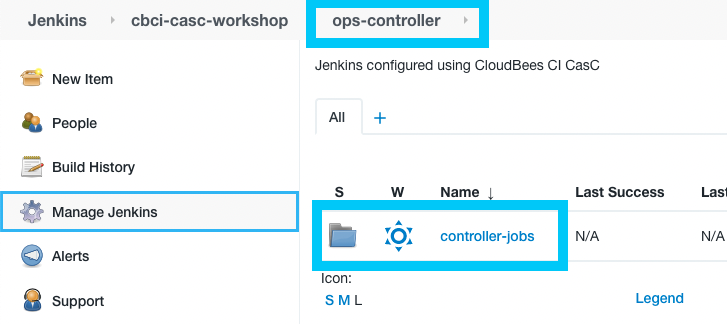 Jenkins cbci-casc-workshop ops-controller
New Item
People
Build History
Manage Jenkins
Alerts
Support
Jenkins configured using CloudBees CI CasC
All +
S W Name ↓ Last Success Last
controller-jobs N/A N/A
Icon:
S M L Legend